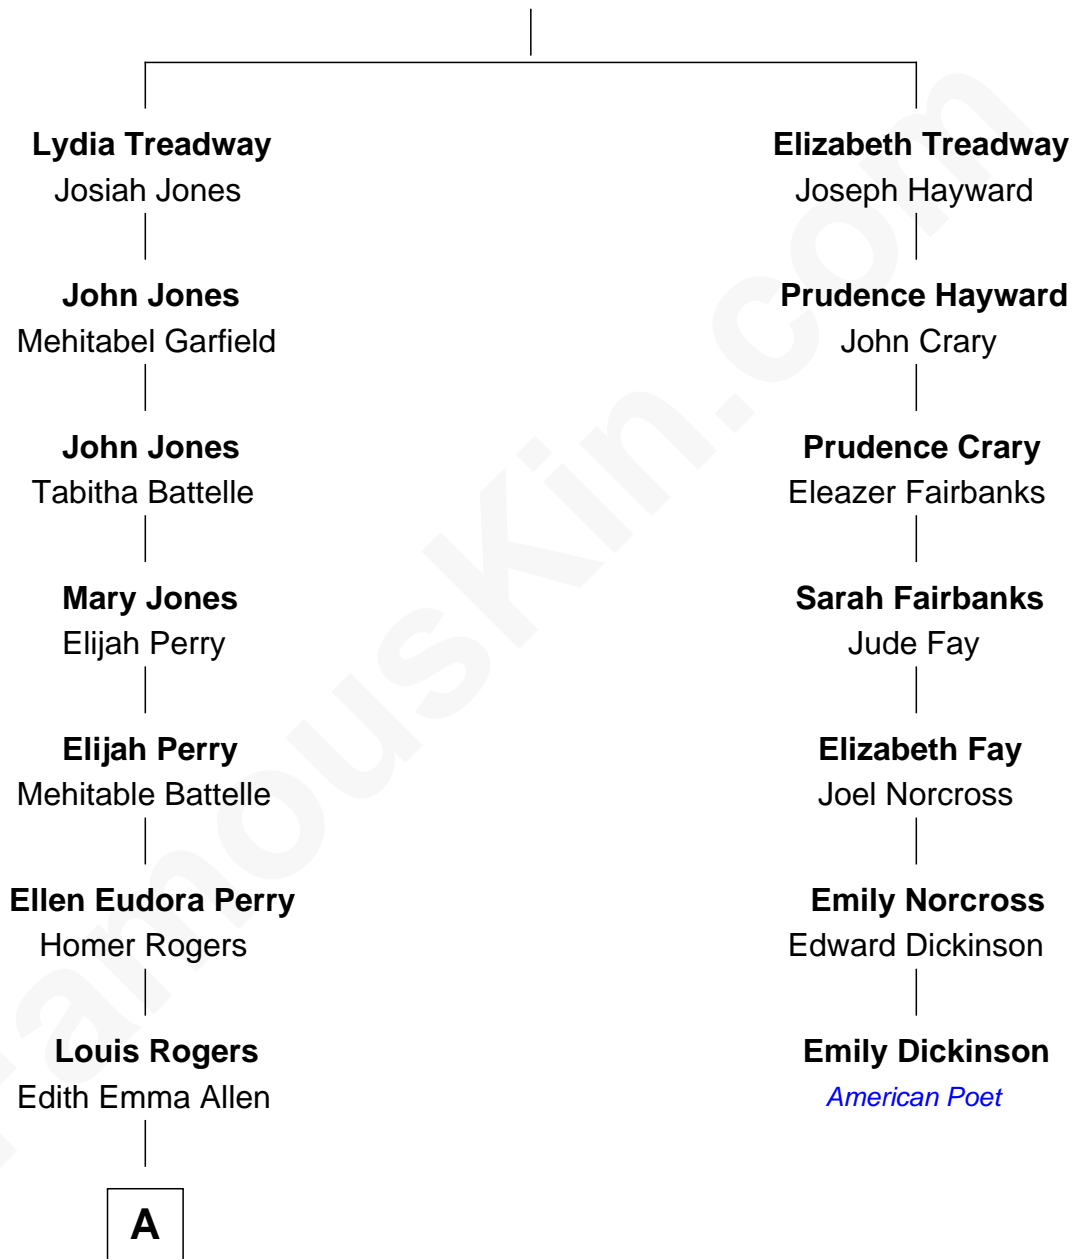 Lydia Treadway
Josiah Jones
John Jones
Mehitabel Garfield
John Jones
Tabitha Battelle
Mary Jones
Elijah Perry
Elijah Perry
Mehitable Battelle
Ellen Eudora Perry
Homer Rogers
Louis Rogers
Edith Emma Allen
A
Elizabeth Treadway
Joseph Hayward
Prudence Hayward
John Crary
Prudence Crary
Eleazer Fairbanks
Sarah Fairbanks
Jude Fay
Elizabeth Fay
Joel Norcross
Emily Norcross
Edward Dickinson
Emily Dickinson
American Poet
FamousKin.com